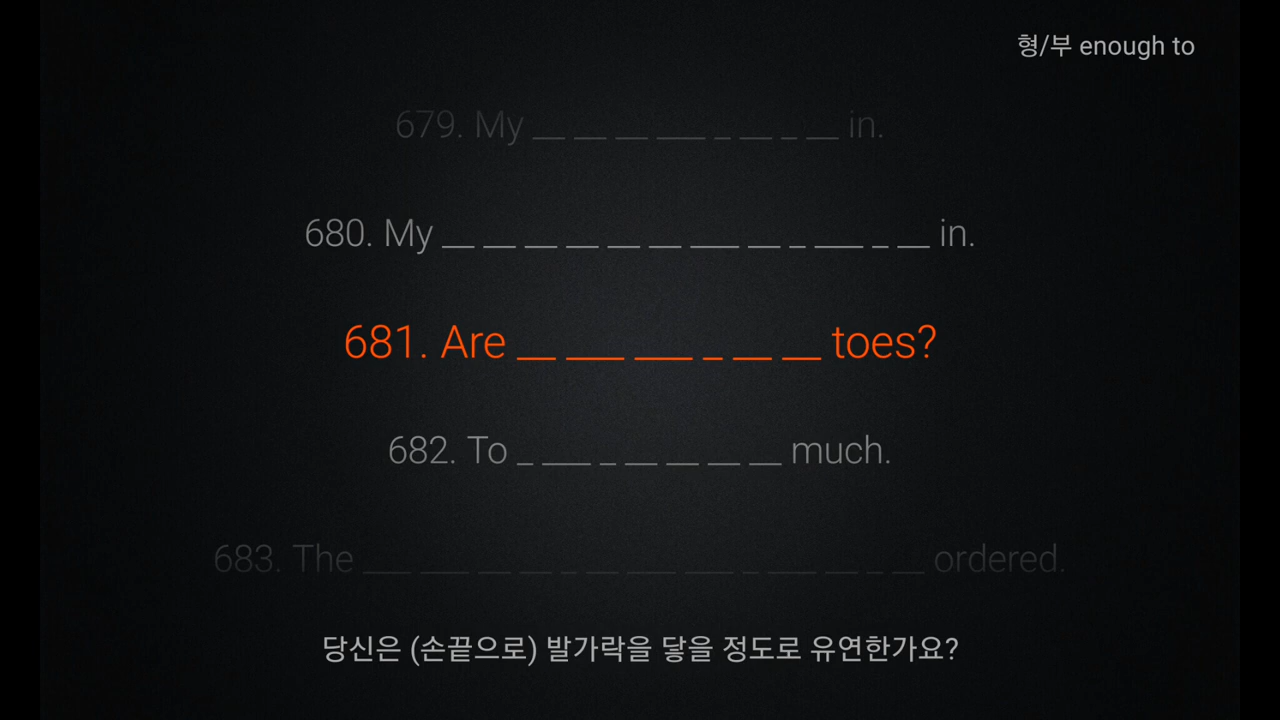 형/부 enough to
679. My __ __ __ ___ _ __ _ __ in.
680. My __ __ __ __ __ __ ___ __ _ ___ _ __ in.
681. Are __ ___ ___ _ __ __ toes?
682. To _ ___ _ __ __ __ __ much.
683. The ___ ___ __ __ _ __ ___ ___ _ ___ __ _ __ ordered.
당신은 (손끝으로) 발가락을 닿을 정도로 유연한가요?